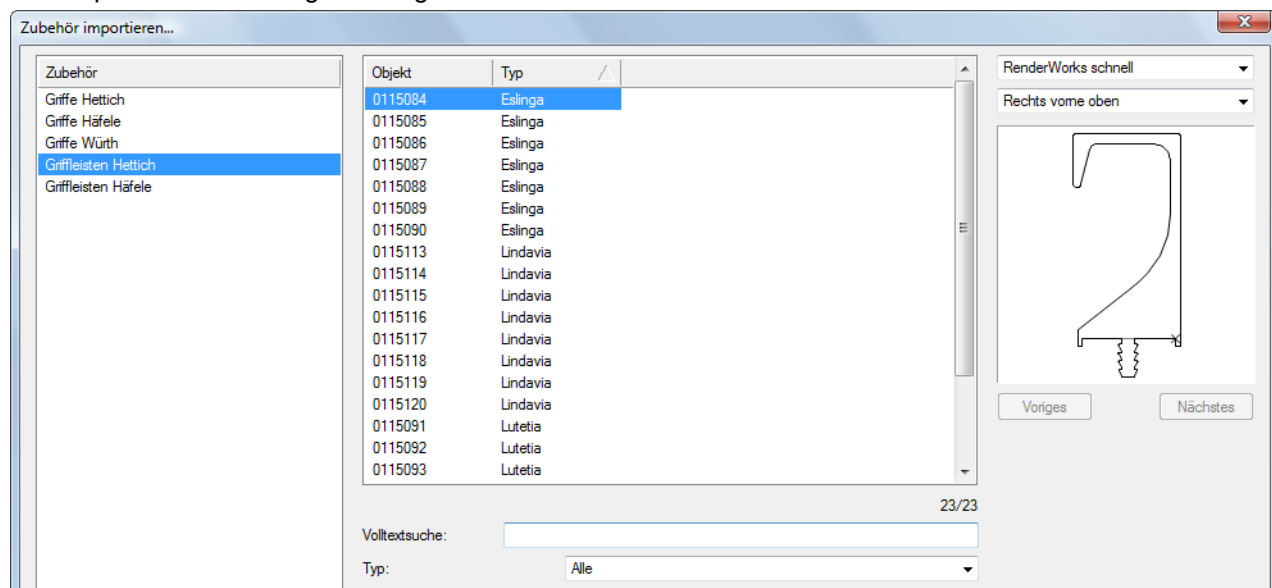 Zubehör importieren...
Zubehör
Griffe Hettich
Griffe Häfele
Griffe Würth
Griffleisten Hettich
Griffleisten Häfele
Objekt Typ
0115084 Eslinga
0115085 Eslinga
0115086 Eslinga
0115087 Eslinga
0115088 Eslinga
0115089 Eslinga
0115090 Eslinga
0115113 Lindavia
0115114 Lindavia
0115115 Lindavia
0115116 Lindavia
0115117 Lindavia
0115118 Lindavia
0115119 Lindavia
0115120 Lindavia
0115091 Lutetia
0115092 Lutetia
0115093 Lutetia
23/23
Volltextsuche:
Typ: Alle
RenderWorks schnell
Rechts vorne oben
Voriges Nächstes